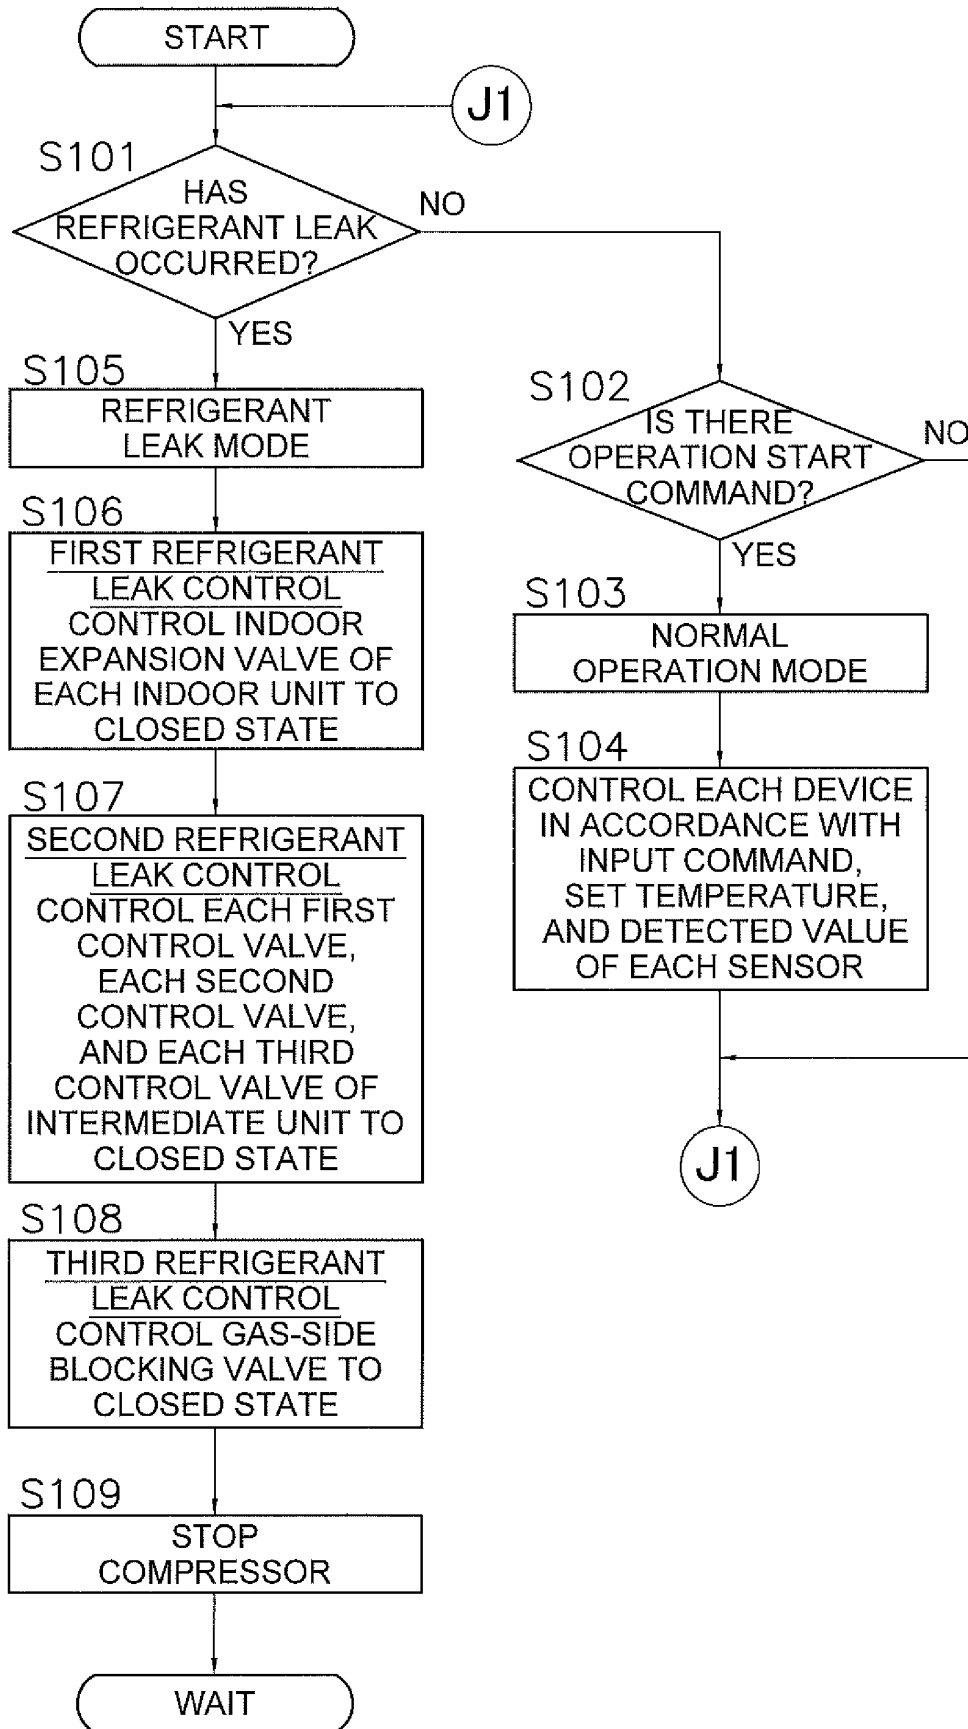 START
J1
S101
HAS
REFRIGERANT LEAK
OCCURRED?
NO
YES
S105
REFRIGERANT
LEAK MODE
S106
FIRST REFRIGERANT
LEAK CONTROL
CONTROL INDOOR
EXPANSION VALVE OF
EACH INDOOR UNIT TO
CLOSED STATE
S107
SECOND REFRIGERANT
LEAK CONTROL
CONTROL EACH FIRST
CONTROL VALVE,
EACH SECOND
CONTROL VALVE,
AND EACH THIRD
CONTROL VALVE OF
INTERMEDIATE UNIT TO
CLOSED STATE
S108
THIRD REFRIGERANT
LEAK CONTROL
CONTROL GAS-SIDE
BLOCKING VALVE TO
CLOSED STATE
S109
STOP
COMPRESSOR
WAIT
S102
IS THERE
OPERATION START
COMMAND?
NO
YES
S103
NORMAL
OPERATION MODE
S104
CONTROL EACH DEVICE
IN ACCORDANCE WITH
INPUT COMMAND,
SET TEMPERATURE,
AND DETECTED VALUE
OF EACH SENSOR
J1